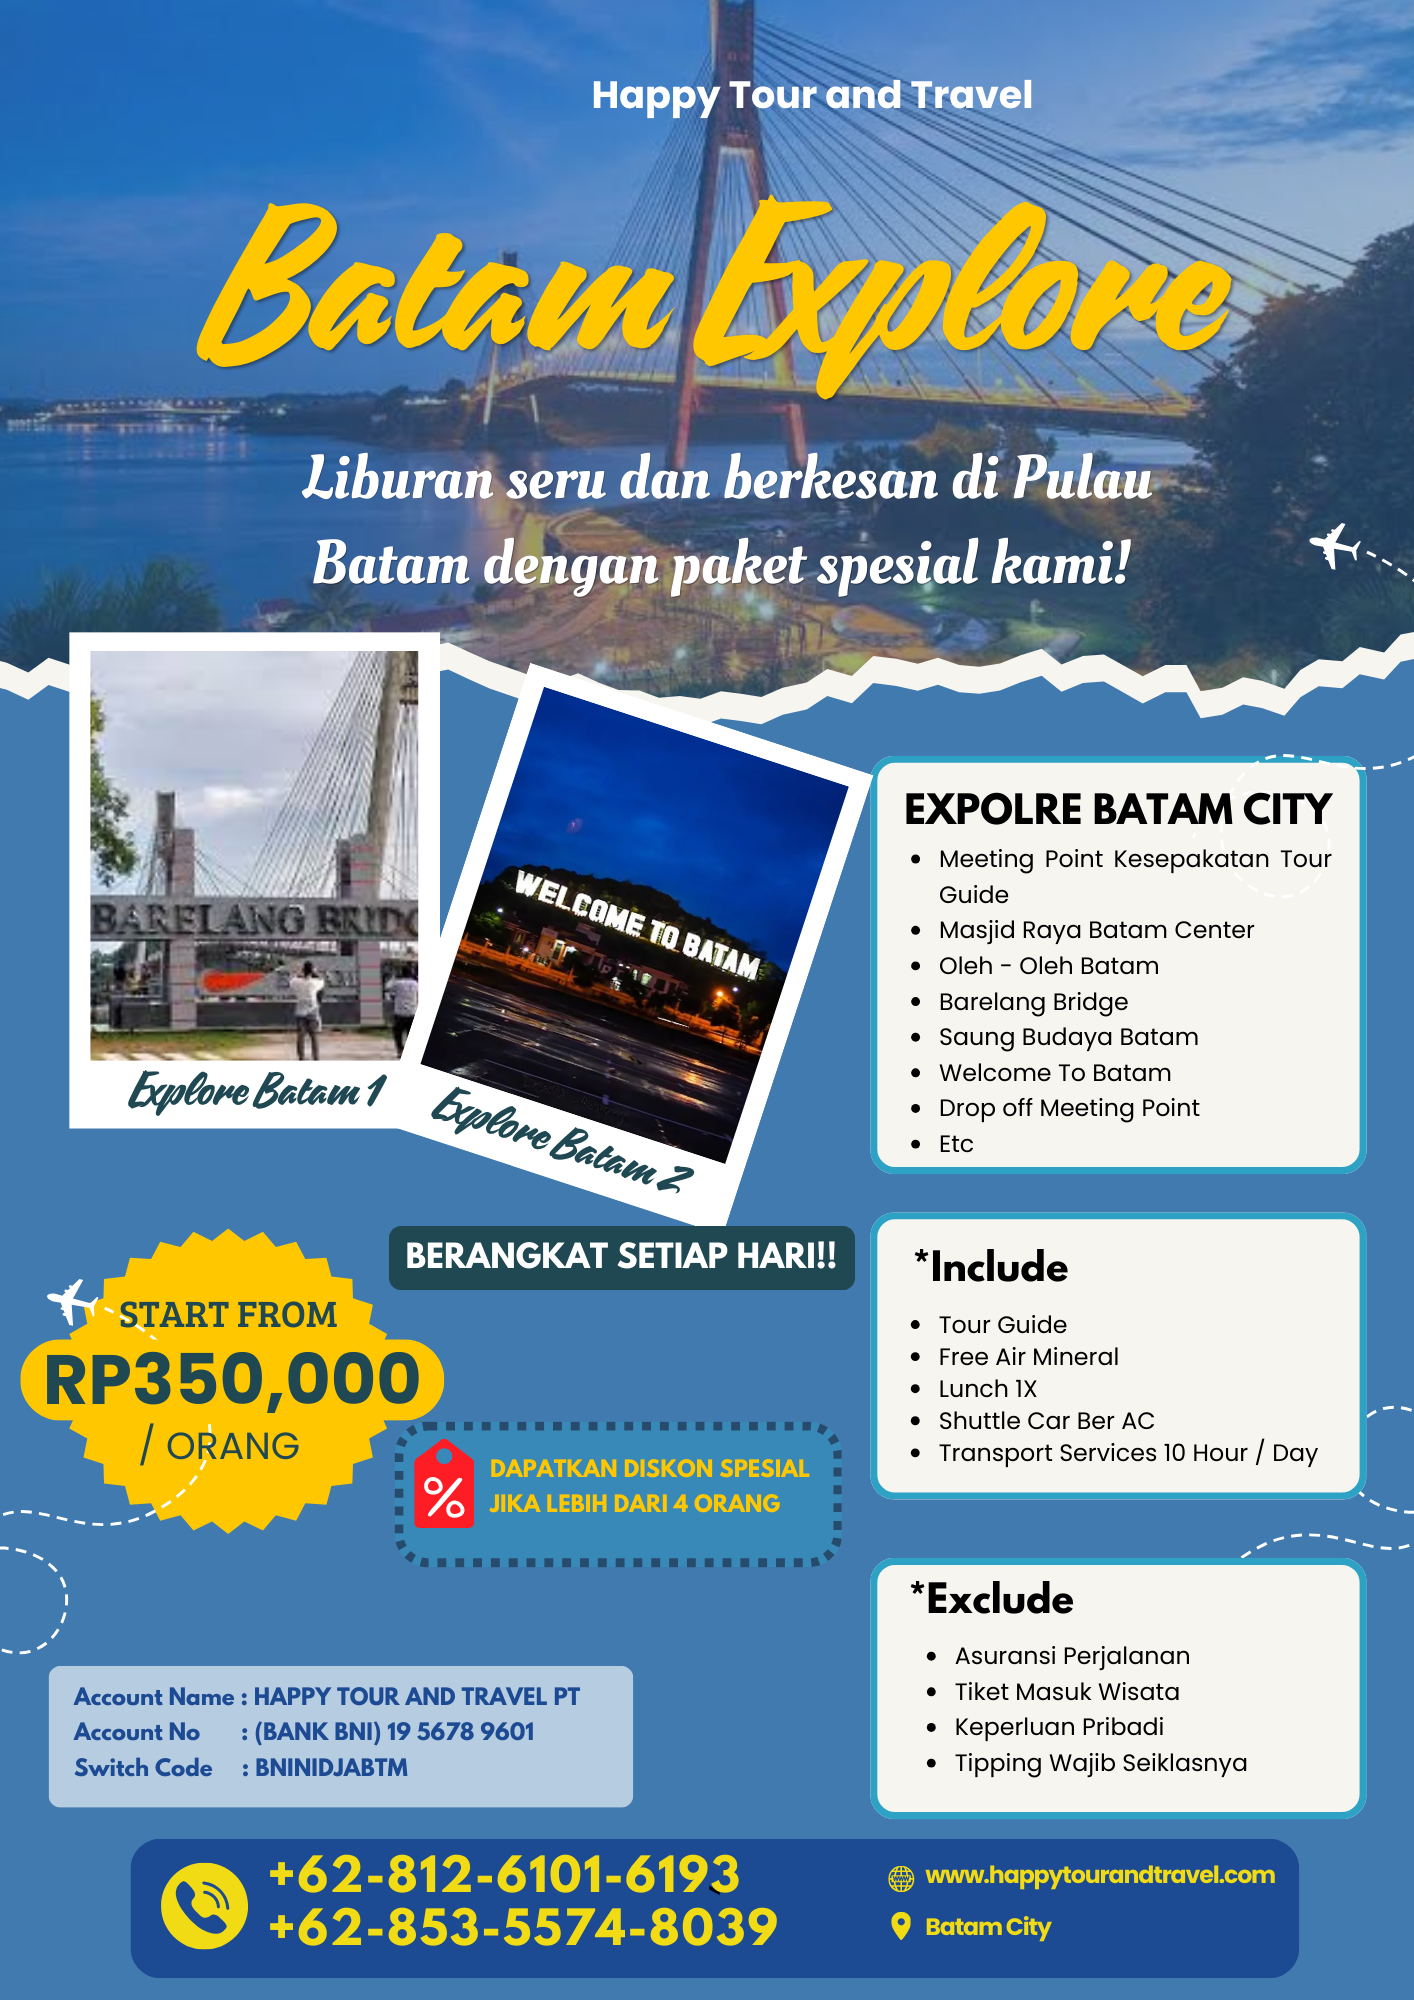 Happy Tour and Travel
Batam Explore
Liburan seru dan berkesan di Pulau
Batam dengan paket spesial kami!
BARELANG BRIDG
Explore Batam 1
WELCOME TO BATAM
Explore Batam 2
EXPOLRE BATAM CITY
• Meeting Point Kesepakatan Tour
Guide
• Masjid Raya Batam Center
• Oleh - Oleh Batam
• Barelang Bridge
• Saung Budaya Batam
• Welcome To Batam
• Drop off Meeting Point
• Etc
BERANGKAT SETIAP HARI!!
START FROM
RP350,000
/ ORANG
%
DAPATKAN DISKON SPESIAL
JIKA LEBIH DARI 4 ORANG
*Include
• Tour Guide
• Free Air Mineral
• Lunch 1X
• Shuttle Car Ber AC
• Transport Services 10 Hour / Day
*Exclude
• Asuransi Perjalanan
• Tiket Masuk Wisata
• Keperluan Pribadi
• Tipping Wajib Seiklasnya
Account Name : HAPPY TOUR AND TRAVEL PT
Account No : (BANK BNI) 19 5678 9601
Switch Code : BNINIDJABTM
+62-812-6101-6193
+62-853-5574-8039
www.happytourandtravel.com
Batam City